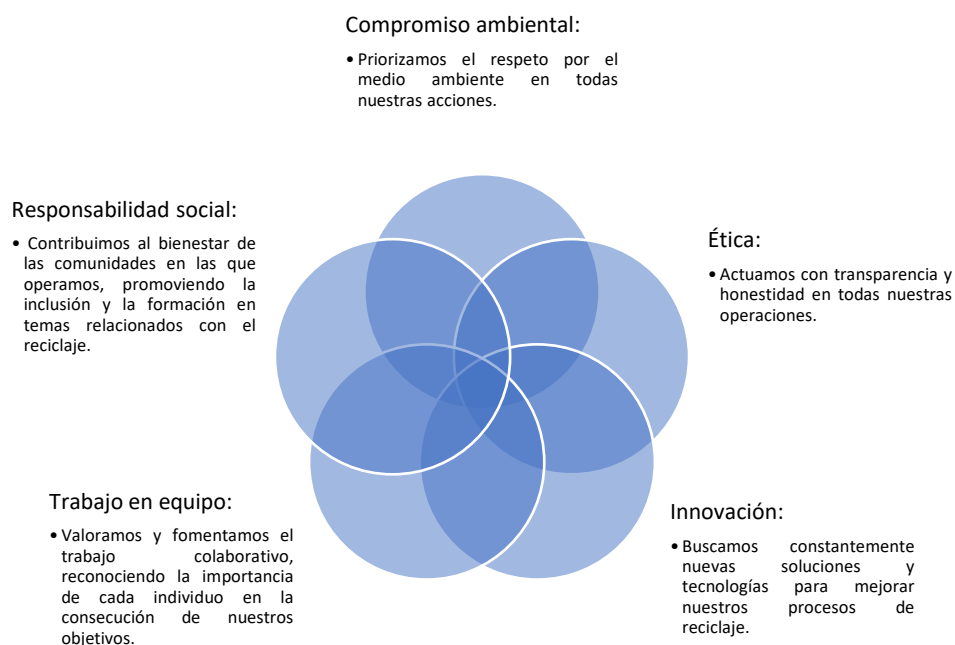 Compromiso ambiental:
• Priorizamos el respeto por el
medio ambiente en todas
nuestras acciones.
Responsabilidad social:
• Contribuimos al bienestar de
las comunidades en las que
operamos, promoviendo la
inclusión y la formación en
temas relacionados con el
reciclaje.
Ética:
• Actuamos con transparencia y
honestidad en todas nuestras
operaciones.
Trabajo en equipo:
• Valoramos y fomentamos el
trabajo colaborativo,
reconociendo la importancia
de cada individuo en la
consecución de nuestros
objetivos.
Innovación:
• Buscamos constantemente
nuevas soluciones y
tecnologías para mejorar
nuestros procesos de
reciclaje.